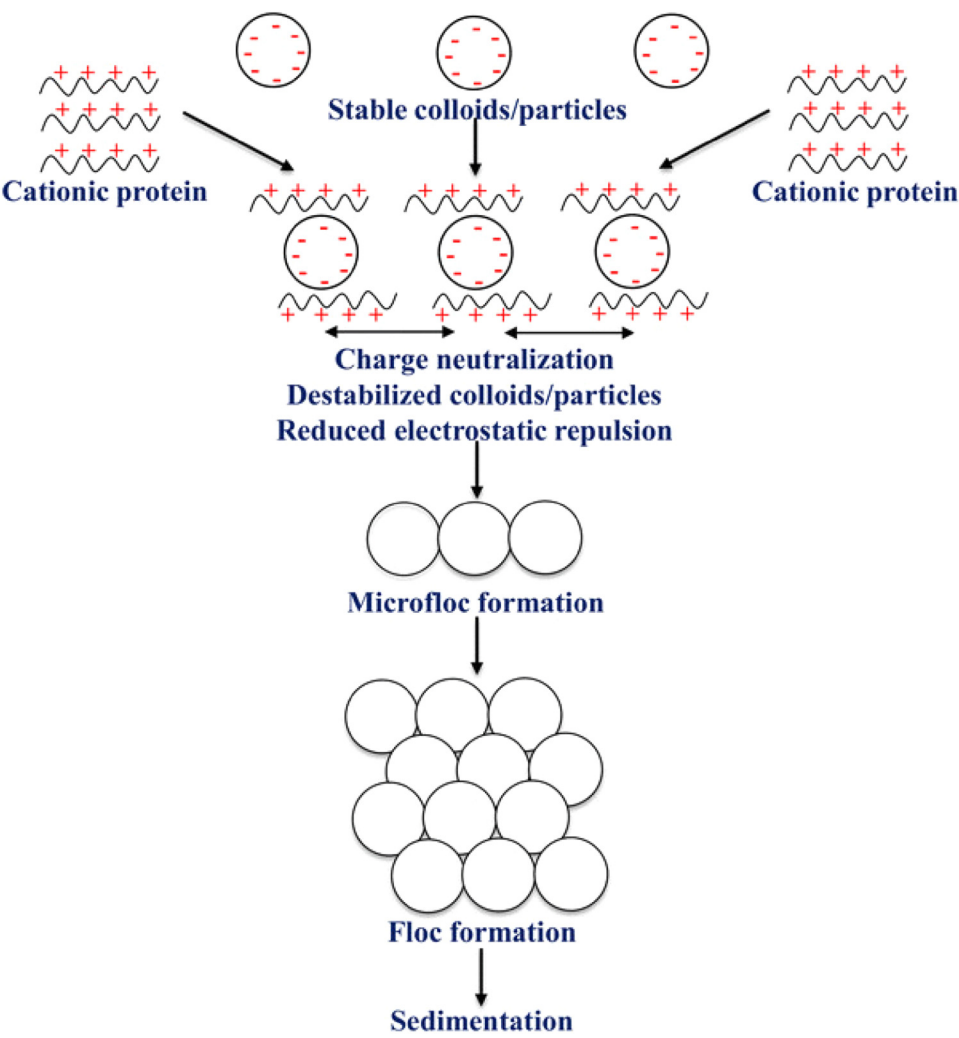 Stable colloids/particles
Cationic protein
Cationic protein
Charge neutralization
Destabilized colloids/particles
Reduced electrostatic repulsion
Microfloc formation
Floc formation
Sedimentation